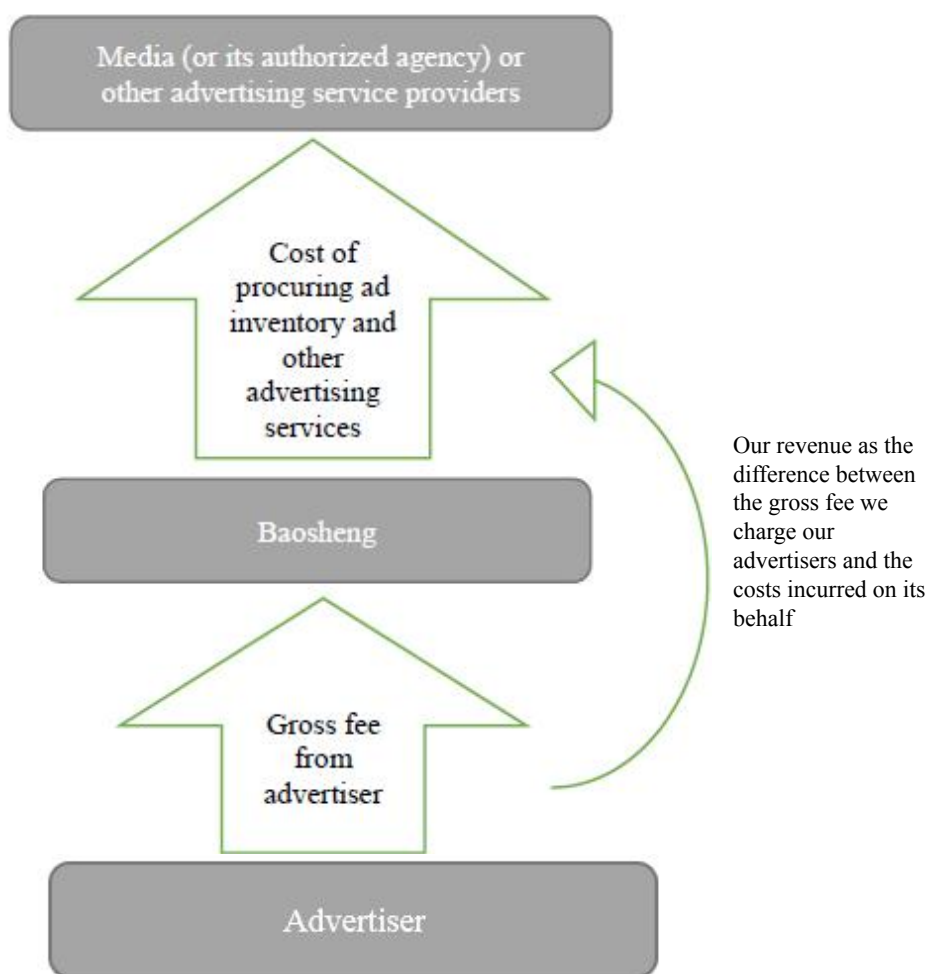 Media (or its authorized agency) or
other advertising service providers
Cost of
procuring ad
inventory and
other
advertising
services
Our revenue as the
difference between
the gross fee we
charge our
advertisers and the
costs incurred on its
behalf
Baosheng
Gross fee
from
advertiser
Advertiser